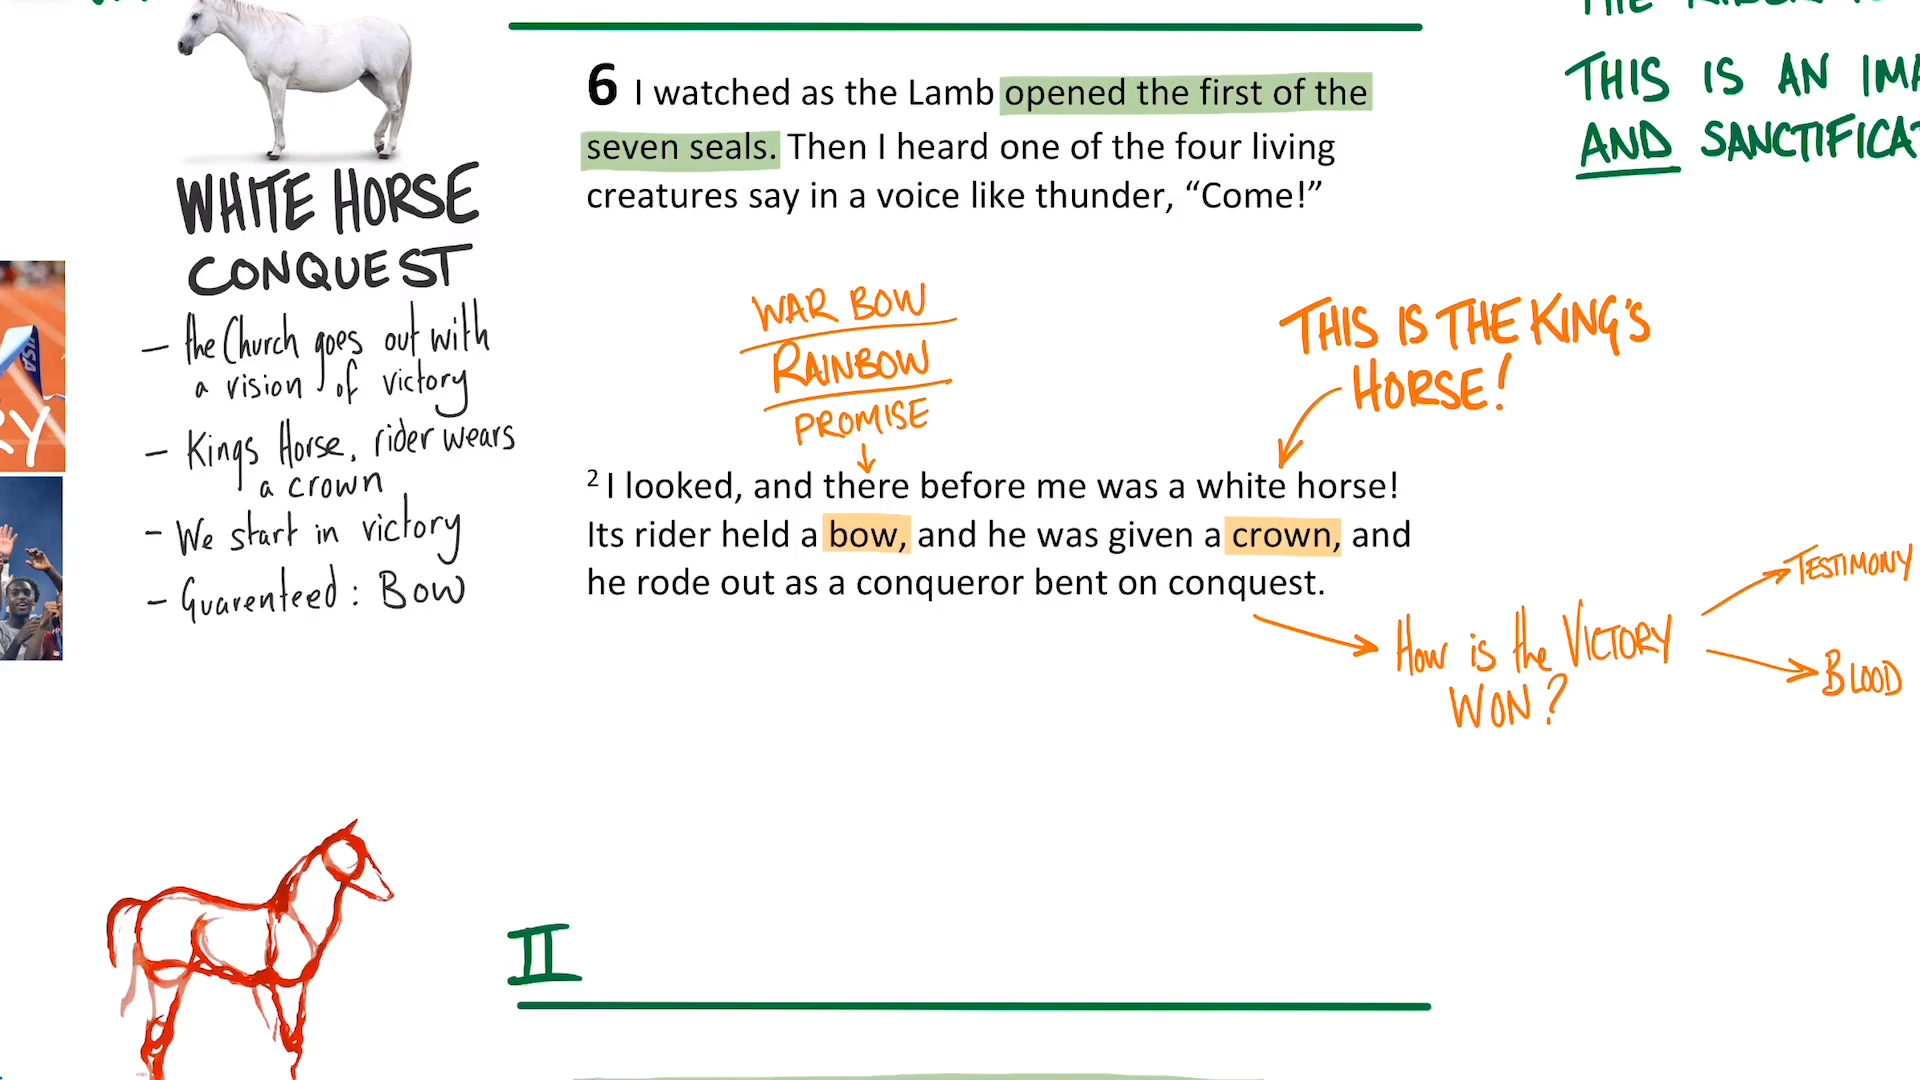 THIS IS AN
AND SANCTIFICA
6 I watched as the Lamb opened the first of the
seven seals. Then I heard one of the four living
creatures say in a voice like thunder, “Come!”
WHITE HORSE
CONQUEST
- the Church goes out with
a vision of victory
- Kings Horse, rider wears
a crown
- We start in victory
- Guarenteed: Bow
WAR BOW
RAINBOW
PROMISE
THIS IS THE KING'S
HORSE!
2 I looked, and there before me was a white horse!
Its rider held a bow, and he was given a crown, and
he rode out as a conqueror bent on conquest.
How is the VICTORY
WON?
TESTIMONY
BLOOD
VISA
RY
II